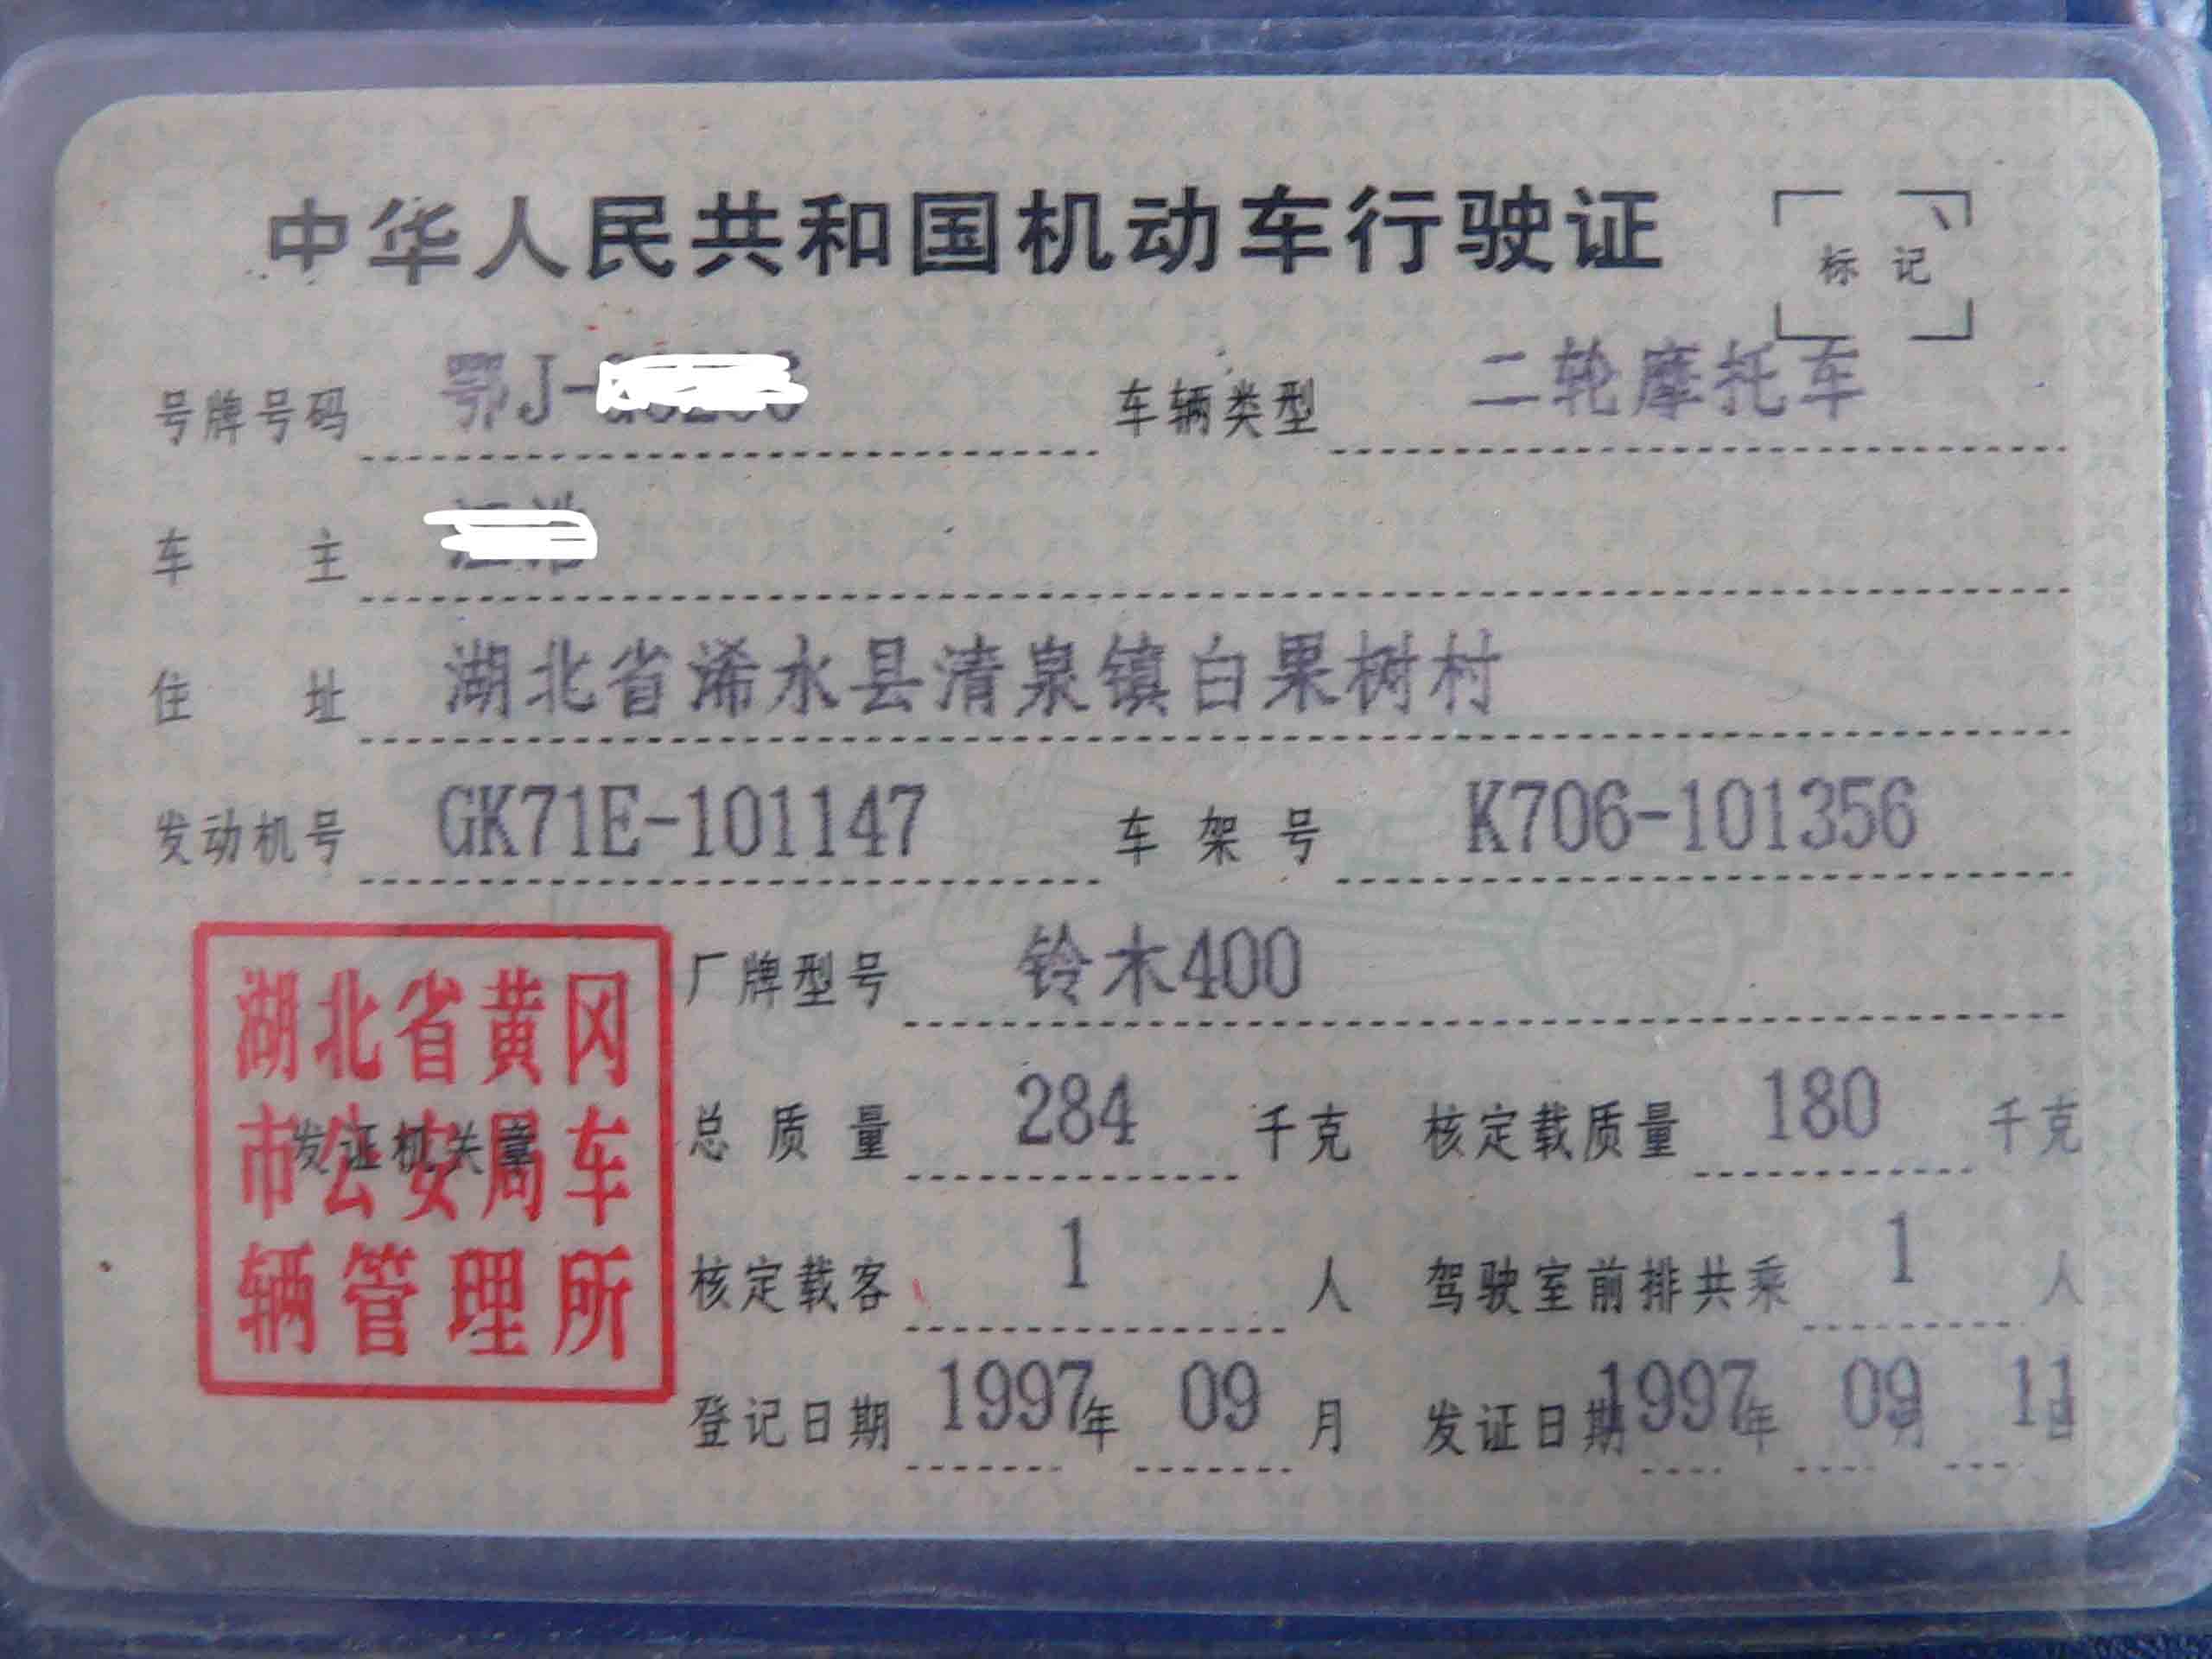 中华人民共和国机动车行驶证
标 记
号牌号码 鄂J- 车辆类型 二轮摩托车
车主
住址 湖北省浠水县清泉镇白果树村
发动机号 GK71E-101147 车架号 K706-101356
厂牌型号 铃木400
总质量 284 千克 核定载质量 180 千克
核定载客 1 人 驾驶室前排共乘 1 人
登记日期 1997年 09 月 发证日期 1997年 09月 11日
湖北省黄冈
市公安局车
辆管理所
发证机关章